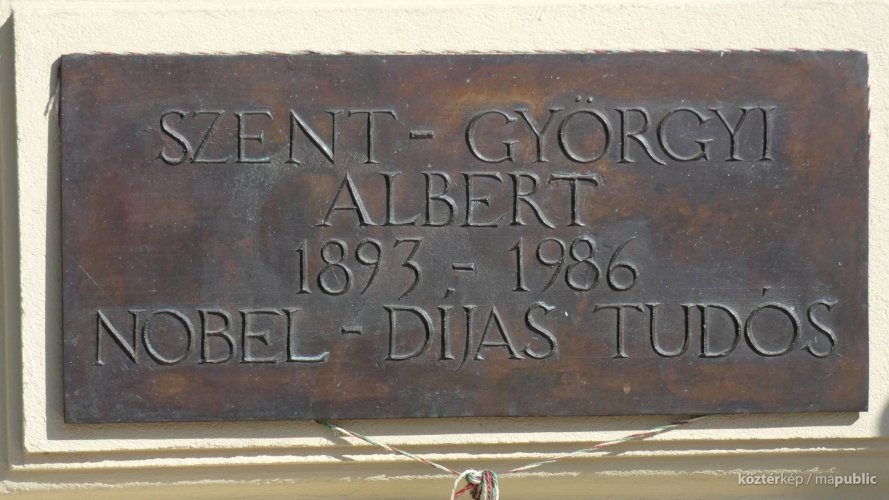 SZENT-GYÖRGYI
ALBERT
1893-1986
NOBEL-DÍJAS TUDÓS
köztérkép / mapublic